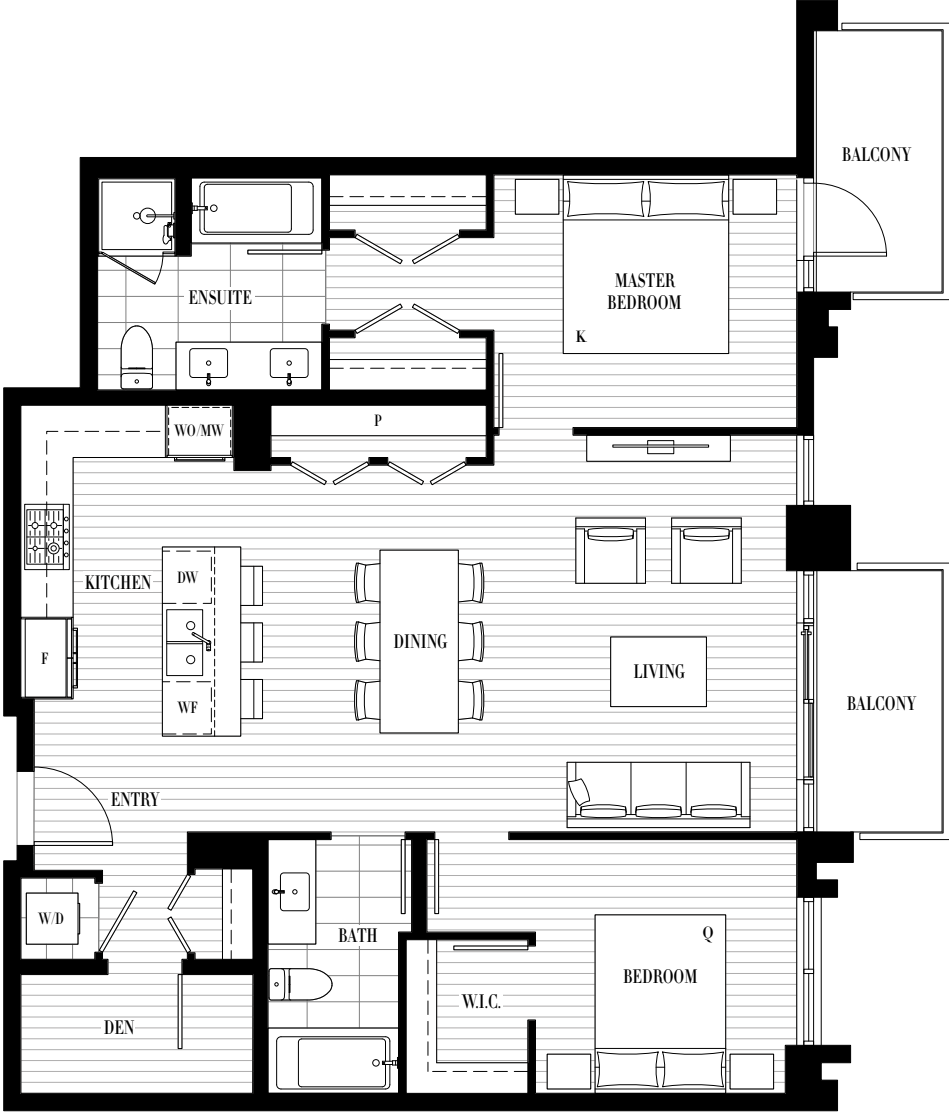 BALCONY
ENSUITE
MASTER
BEDROOM
K
WO/MW
P
KITCHEN
DW
DINING
F
LIVING
WF
BALCONY
ENTRY
W/D
BATH
Q
BEDROOM
W.I.C.
DEN